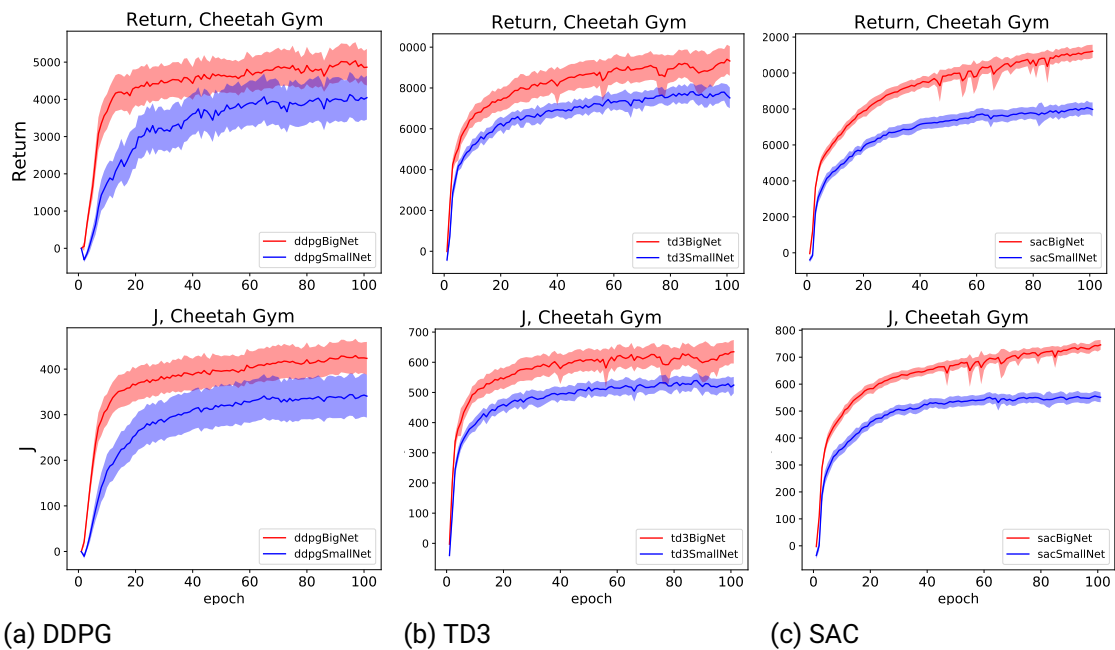 Return, Cheetah Gym
Return
5000
4000
3000
2000
1000
0
0 20 40 60 80 100
ddpgBigNet
ddpgSmallNet
Return, Cheetah Gym
0000
8000
6000
4000
2000
0
0 20 40 60 80 100
td3BigNet
td3SmallNet
Return, Cheetah Gym
2000
0000
8000
6000
4000
2000
0
0 20 40 60 80 100
sacBigNet
sacSmallNet
J, Cheetah Gym
J
400
300
200
100
0
0 20 40 60 80 100
epoch
ddpgBigNet
ddpgSmallNet
J, Cheetah Gym
700
600
500
400
300
200
100
0
0 20 40 60 80 100
epoch
td3BigNet
td3SmallNet
J, Cheetah Gym
800
700
600
500
400
300
200
100
0
0 20 40 60 80 100
epoch
sacBigNet
sacSmallNet
(a) DDPG
(b) TD3
(c) SAC